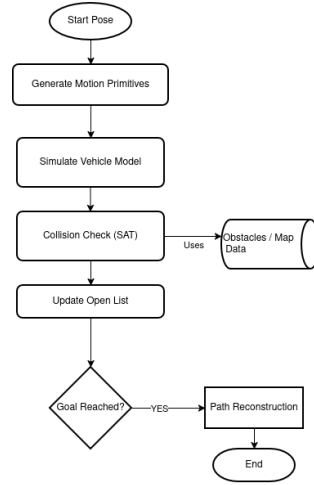 Start Pose
Generate Motion Primitives
Simulate Vehicle Model
Collision Check (SAT)
Uses
Obstacles / Map
Data
Update Open List
Goal Reached?
YES
Path Reconstruction
End